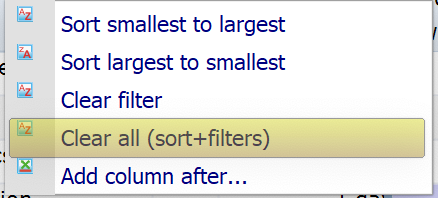 Sort smallest to largest
Sort largest to smallest
Clear filter
Clear all (sort+filters)
Add column after...